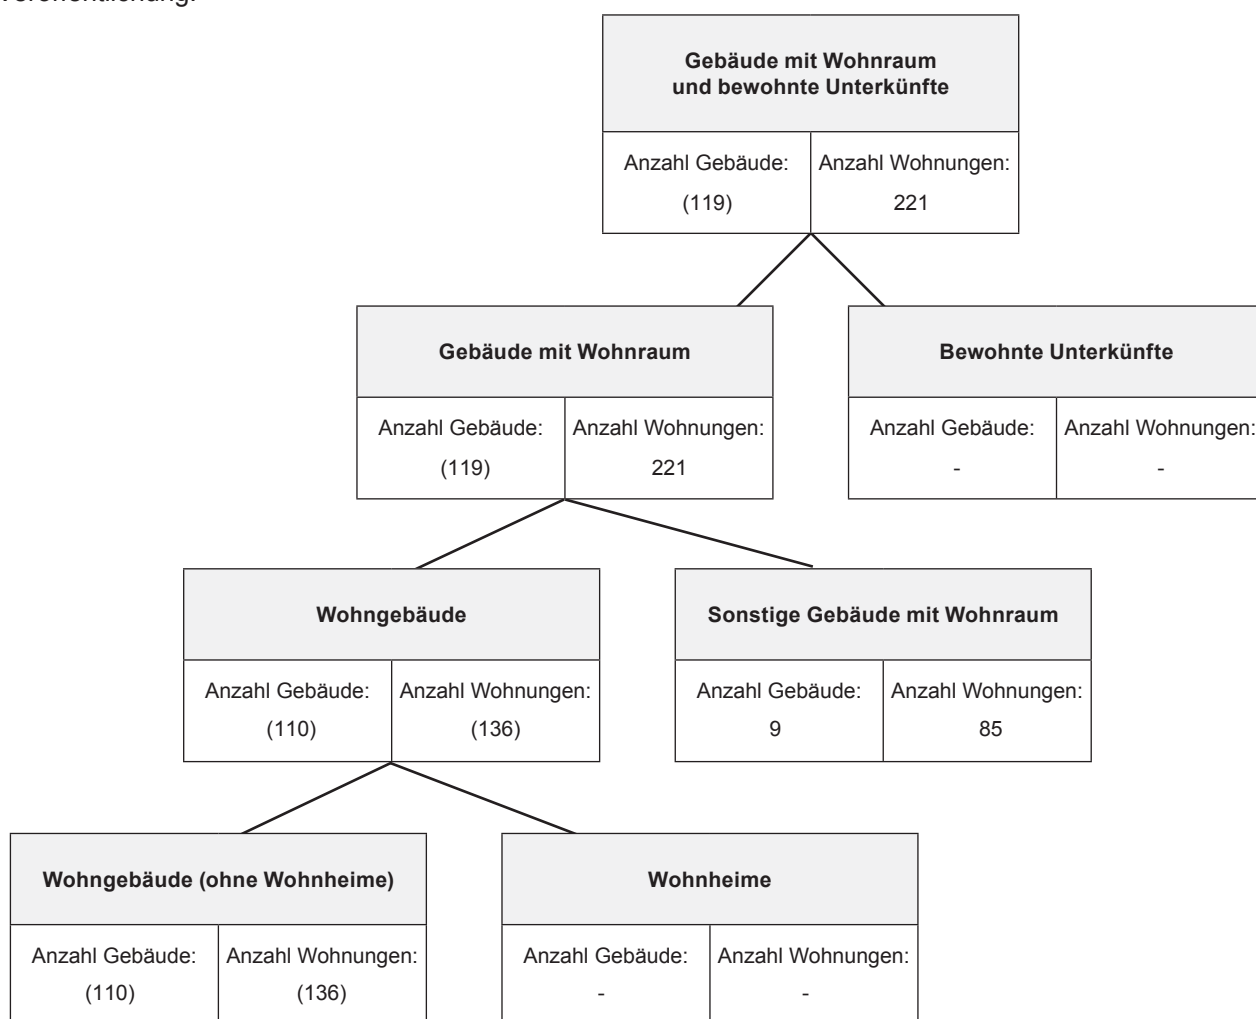 Gebäude mit Wohnraum
und bewohnte Unterkünfte
Anzahl Gebäude: Anzahl Wohnungen:
(119) 221
Gebäude mit Wohnraum
Anzahl Gebäude: Anzahl Wohnungen:
(119) 221
Bewohnte Unterkünfte
Anzahl Gebäude: Anzahl Wohnungen:
- -
Wohngebäude
Anzahl Gebäude: Anzahl Wohnungen:
(110) (136)
Sonstige Gebäude mit Wohnraum
Anzahl Gebäude: Anzahl Wohnungen:
9 85
Wohngebäude (ohne Wohnheime)
Anzahl Gebäude: Anzahl Wohnungen:
(110) (136)
Wohnheime
Anzahl Gebäude: Anzahl Wohnungen:
- -